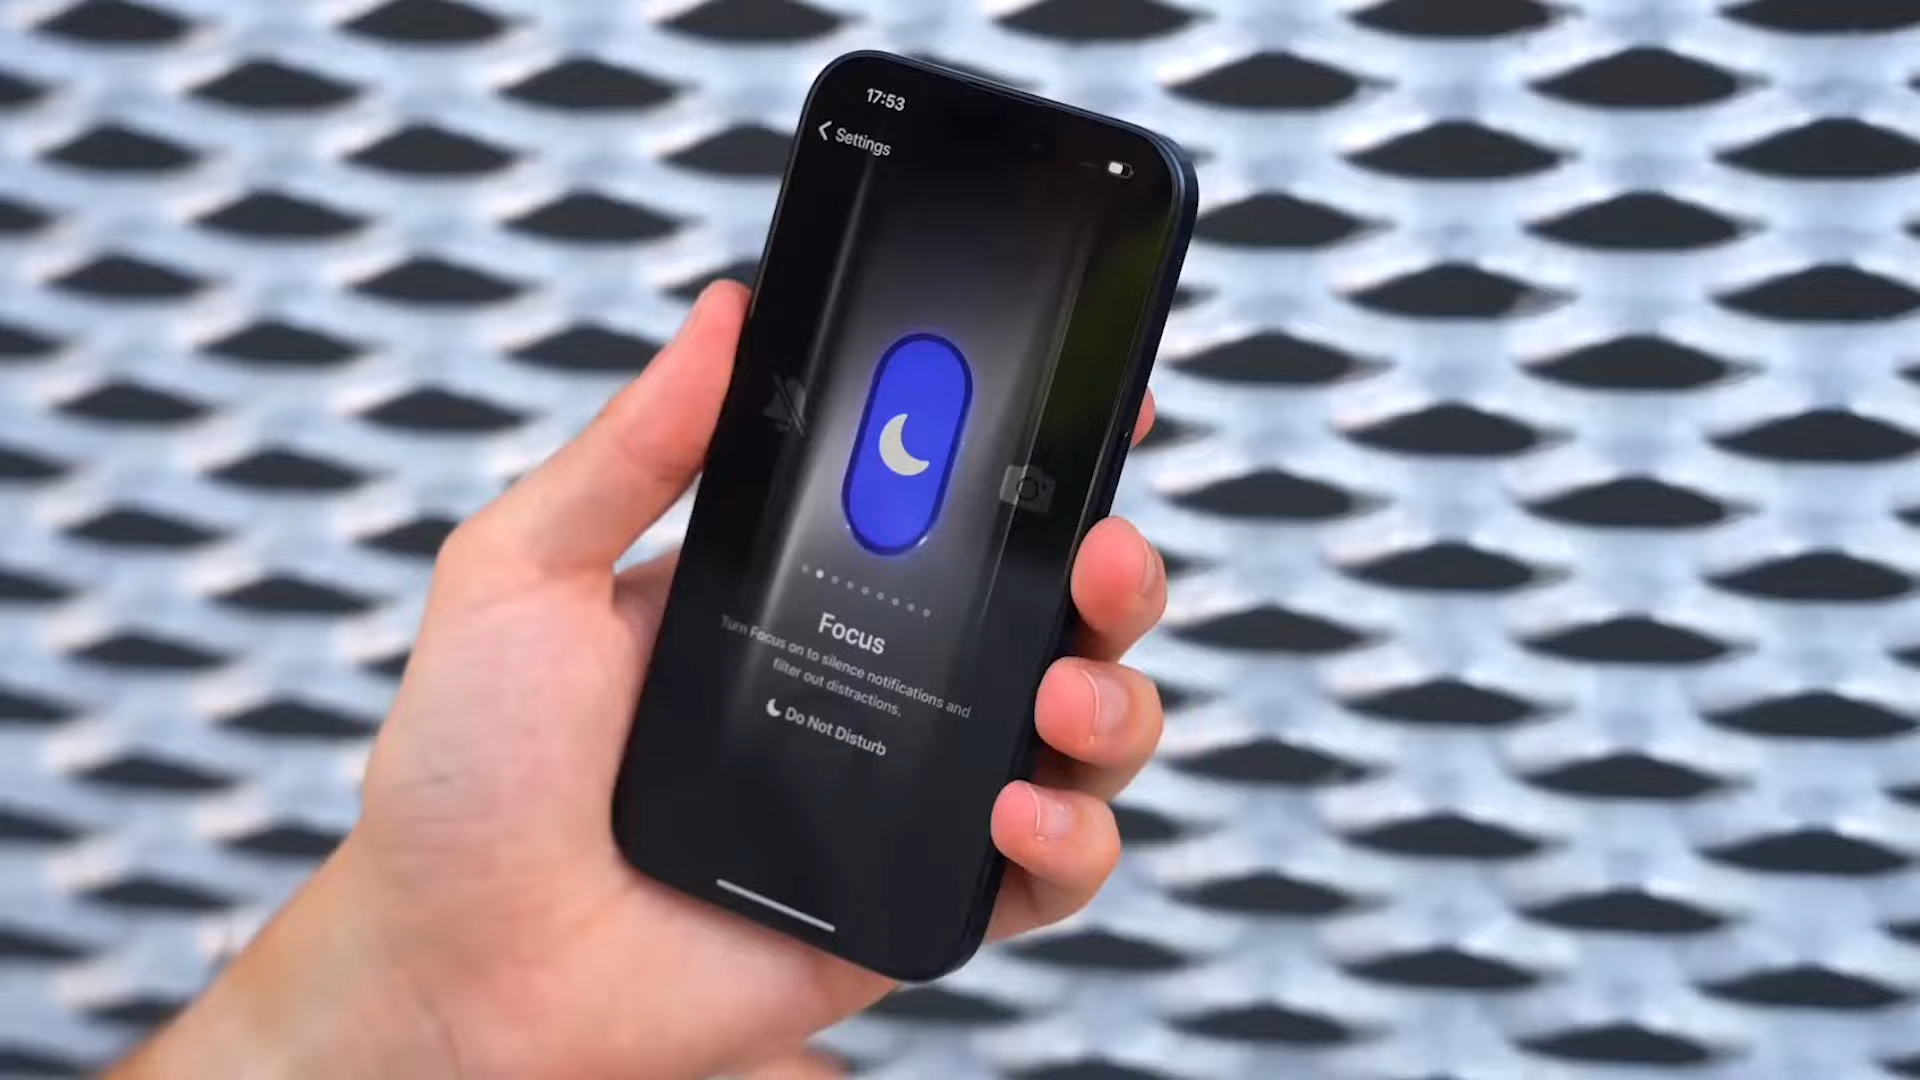 17:53
Settings
Focus
Turn Focus on to silence notifications and
filter out distractions.
Do Not Disturb